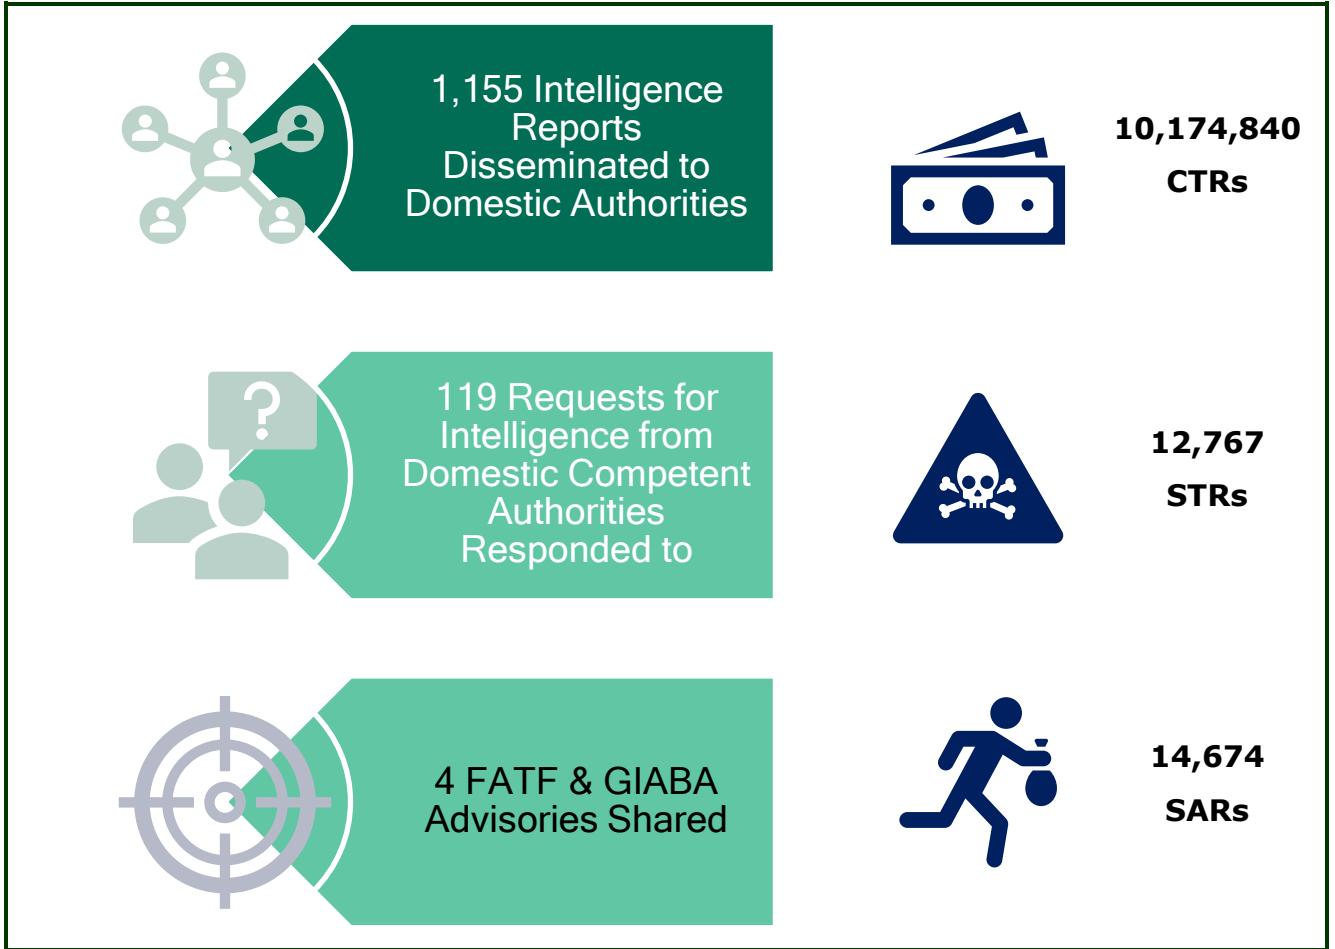 1,155 Intelligence
Reports
Disseminated to
Domestic Authorities
10,174,840
CTRs
119 Requests for
Intelligence from
Domestic Competent
Authorities
Responded to
12,767
STRs
4 FATF & GIABA
Advisories Shared
14,674
SARs